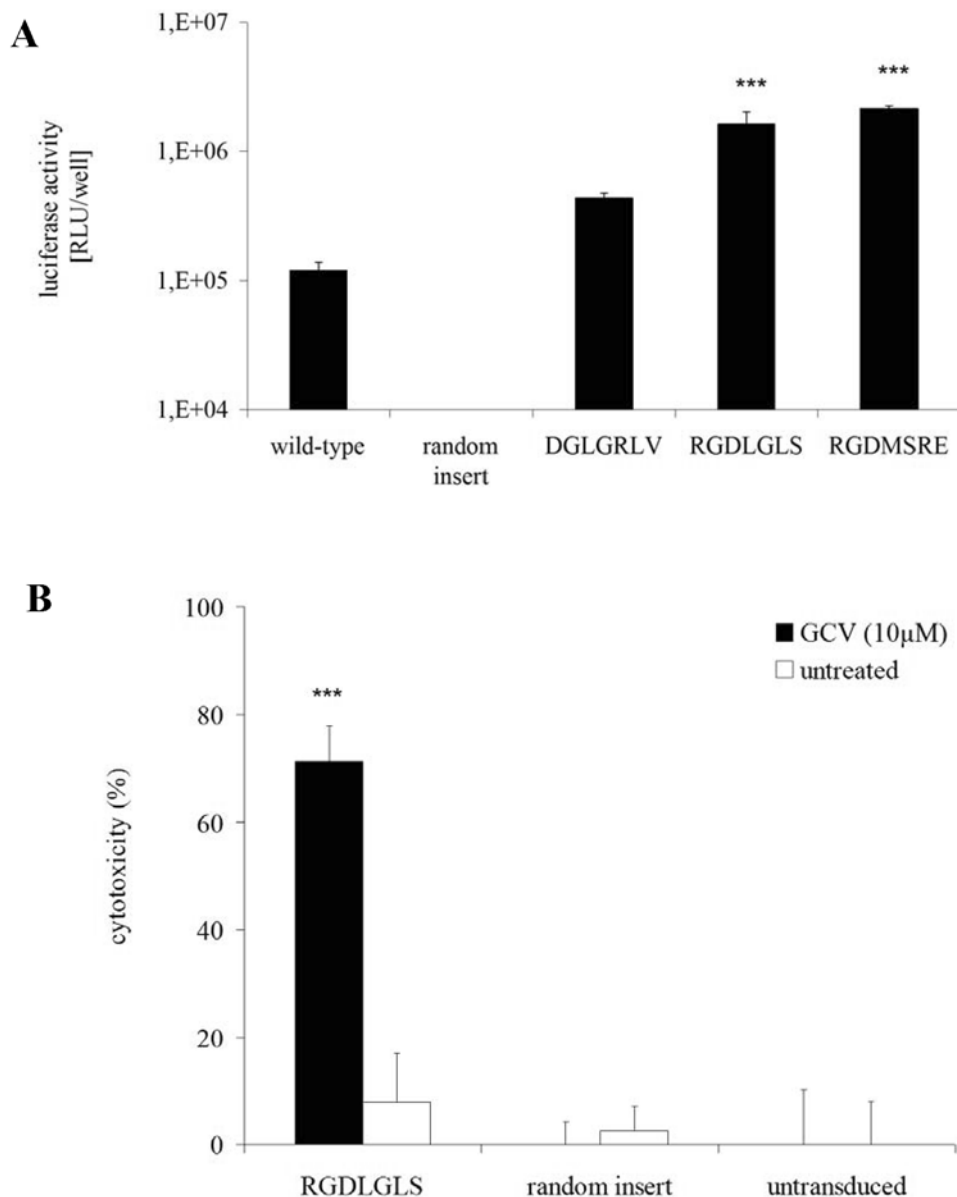 A
luciferase activity
[RLU/well]
1,E+07
1,E+06
1,E+05
1,E+04
***
***
wild-type
random
insert
DGLGRLV
RGDLGLS
RGDMSRE
B
cytotoxicity (%)
100
80
60
40
20
0
GCV (10µM)
untreated
***
RGDLGLS
random insert
untransduced